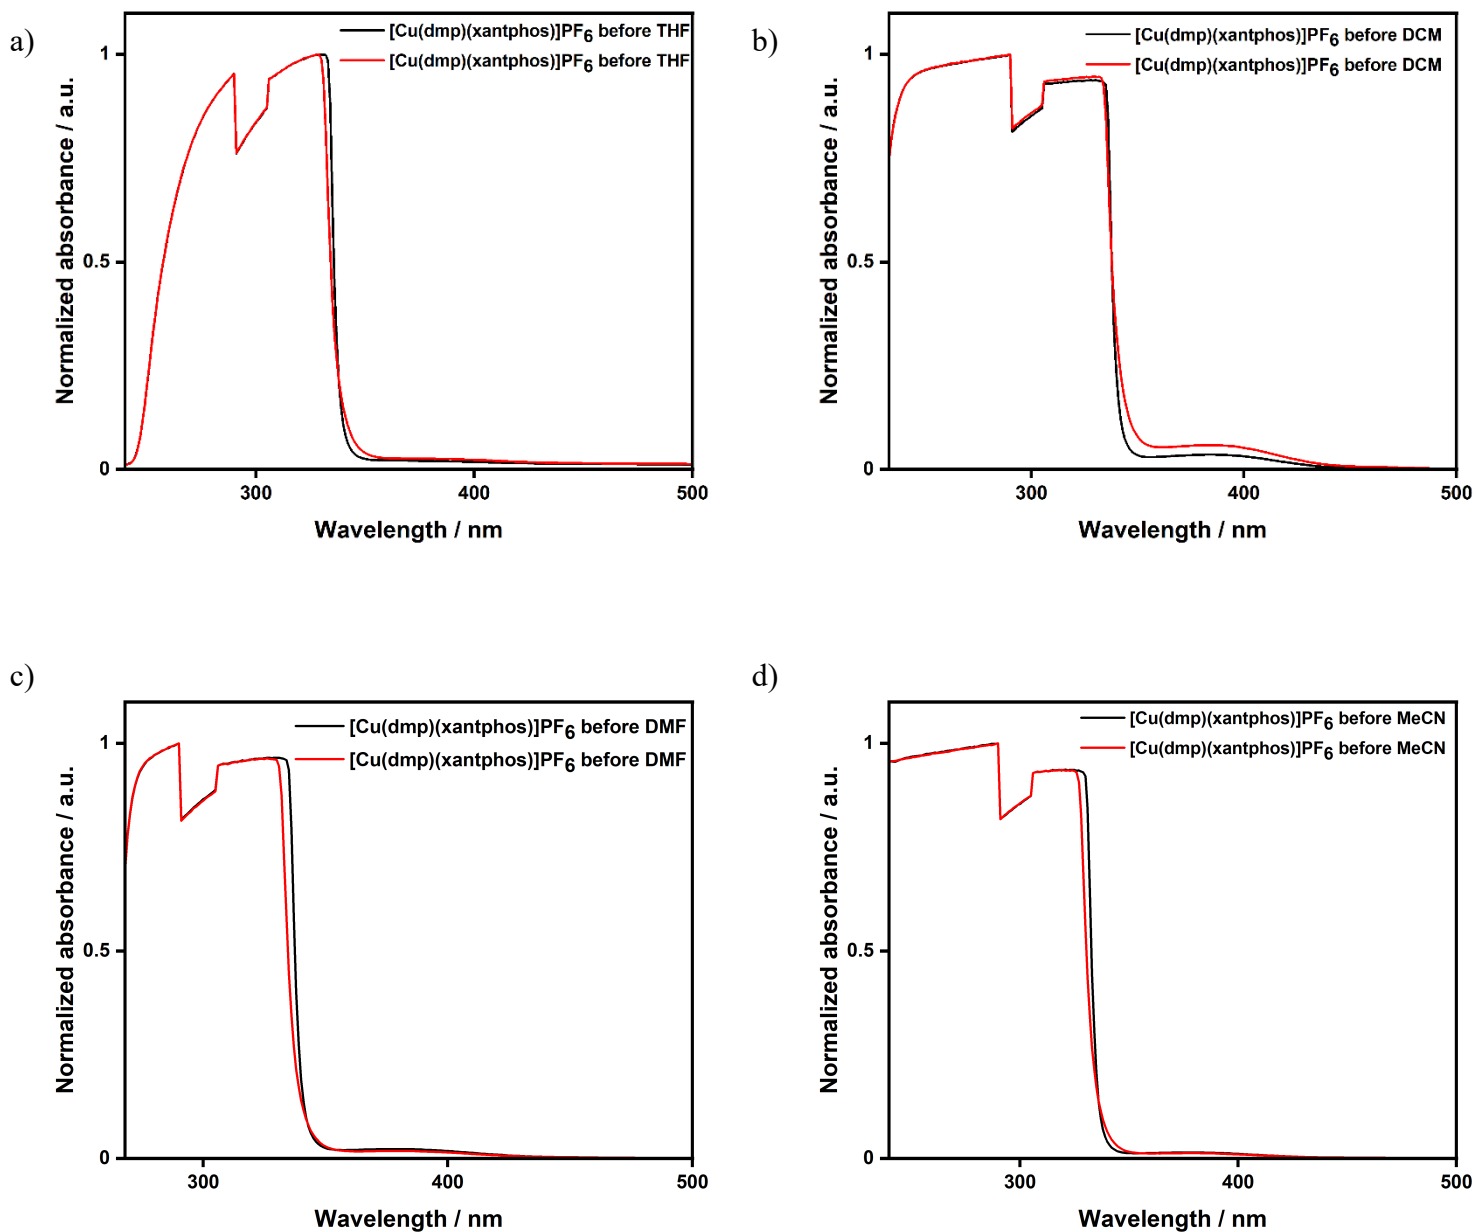 a)
[Cu(dmp)(xantphos)]PF6 before THF
[Cu(dmp)(xantphos)]PF6 before THF
1
0.5
0
Normalized absorbance / a.u.
300
400
500
Wavelength / nm
b)
[Cu(dmp)(xantphos)]PF6 before DCM
[Cu(dmp)(xantphos)]PF6 before DCM
1
0.5
0
Normalized absorbance / a.u.
300
400
500
Wavelength / nm
c)
[Cu(dmp)(xantphos)]PF6 before DMF
[Cu(dmp)(xantphos)]PF6 before DMF
1
0.5
0
Normalized absorbance / a.u.
300
400
500
Wavelength / nm
d)
[Cu(dmp)(xantphos)]PF6 before MeCN
[Cu(dmp)(xantphos)]PF6 before MeCN
1
0.5
0
Normalized absorbance / a.u.
300
400
500
Wavelength / nm